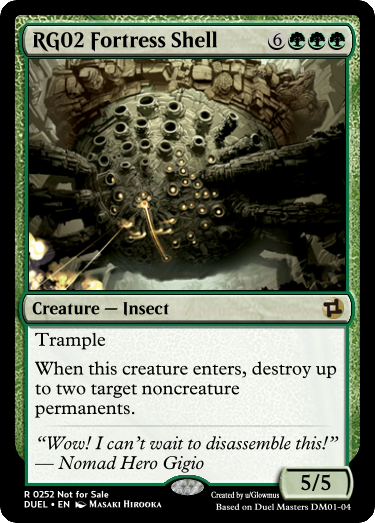 RG02 Fortress Shell 6
Creature — Insect
Trample
When this creature enters, destroy up
to two target noncreature
permanents.
“Wow! I can’t wait to disassemble this!”
— Nomad Hero Gigio
5/5
R 0252 Not for Sale
DUEL • EN Masaki Hirooka
Created by u/Glowmus
Based on Duel Masters DM01-04